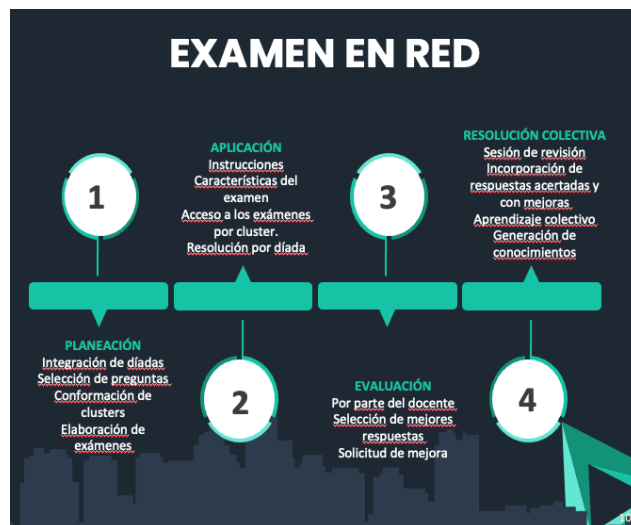 EXAMEN EN RED
1
PLANEACIÓN
Integración de díadas
Selección de preguntas
Conformación de
clusters
Elaboración de
exámenes
APLICACIÓN
Instrucciones
Características del
examen
Acceso a los exámenes
por cluster.
Resolución por díada
2
3
EVALUACIÓN
Por parte del docente
Selección de mejores
respuestas
Solicitud de mejora
RESOLUCIÓN COLECTIVA
Sesión de revisión
Incorporación de
respuestas acertadas y
con mejoras
Aprendizaje colectivo
Generación de
conocimientos
4
10